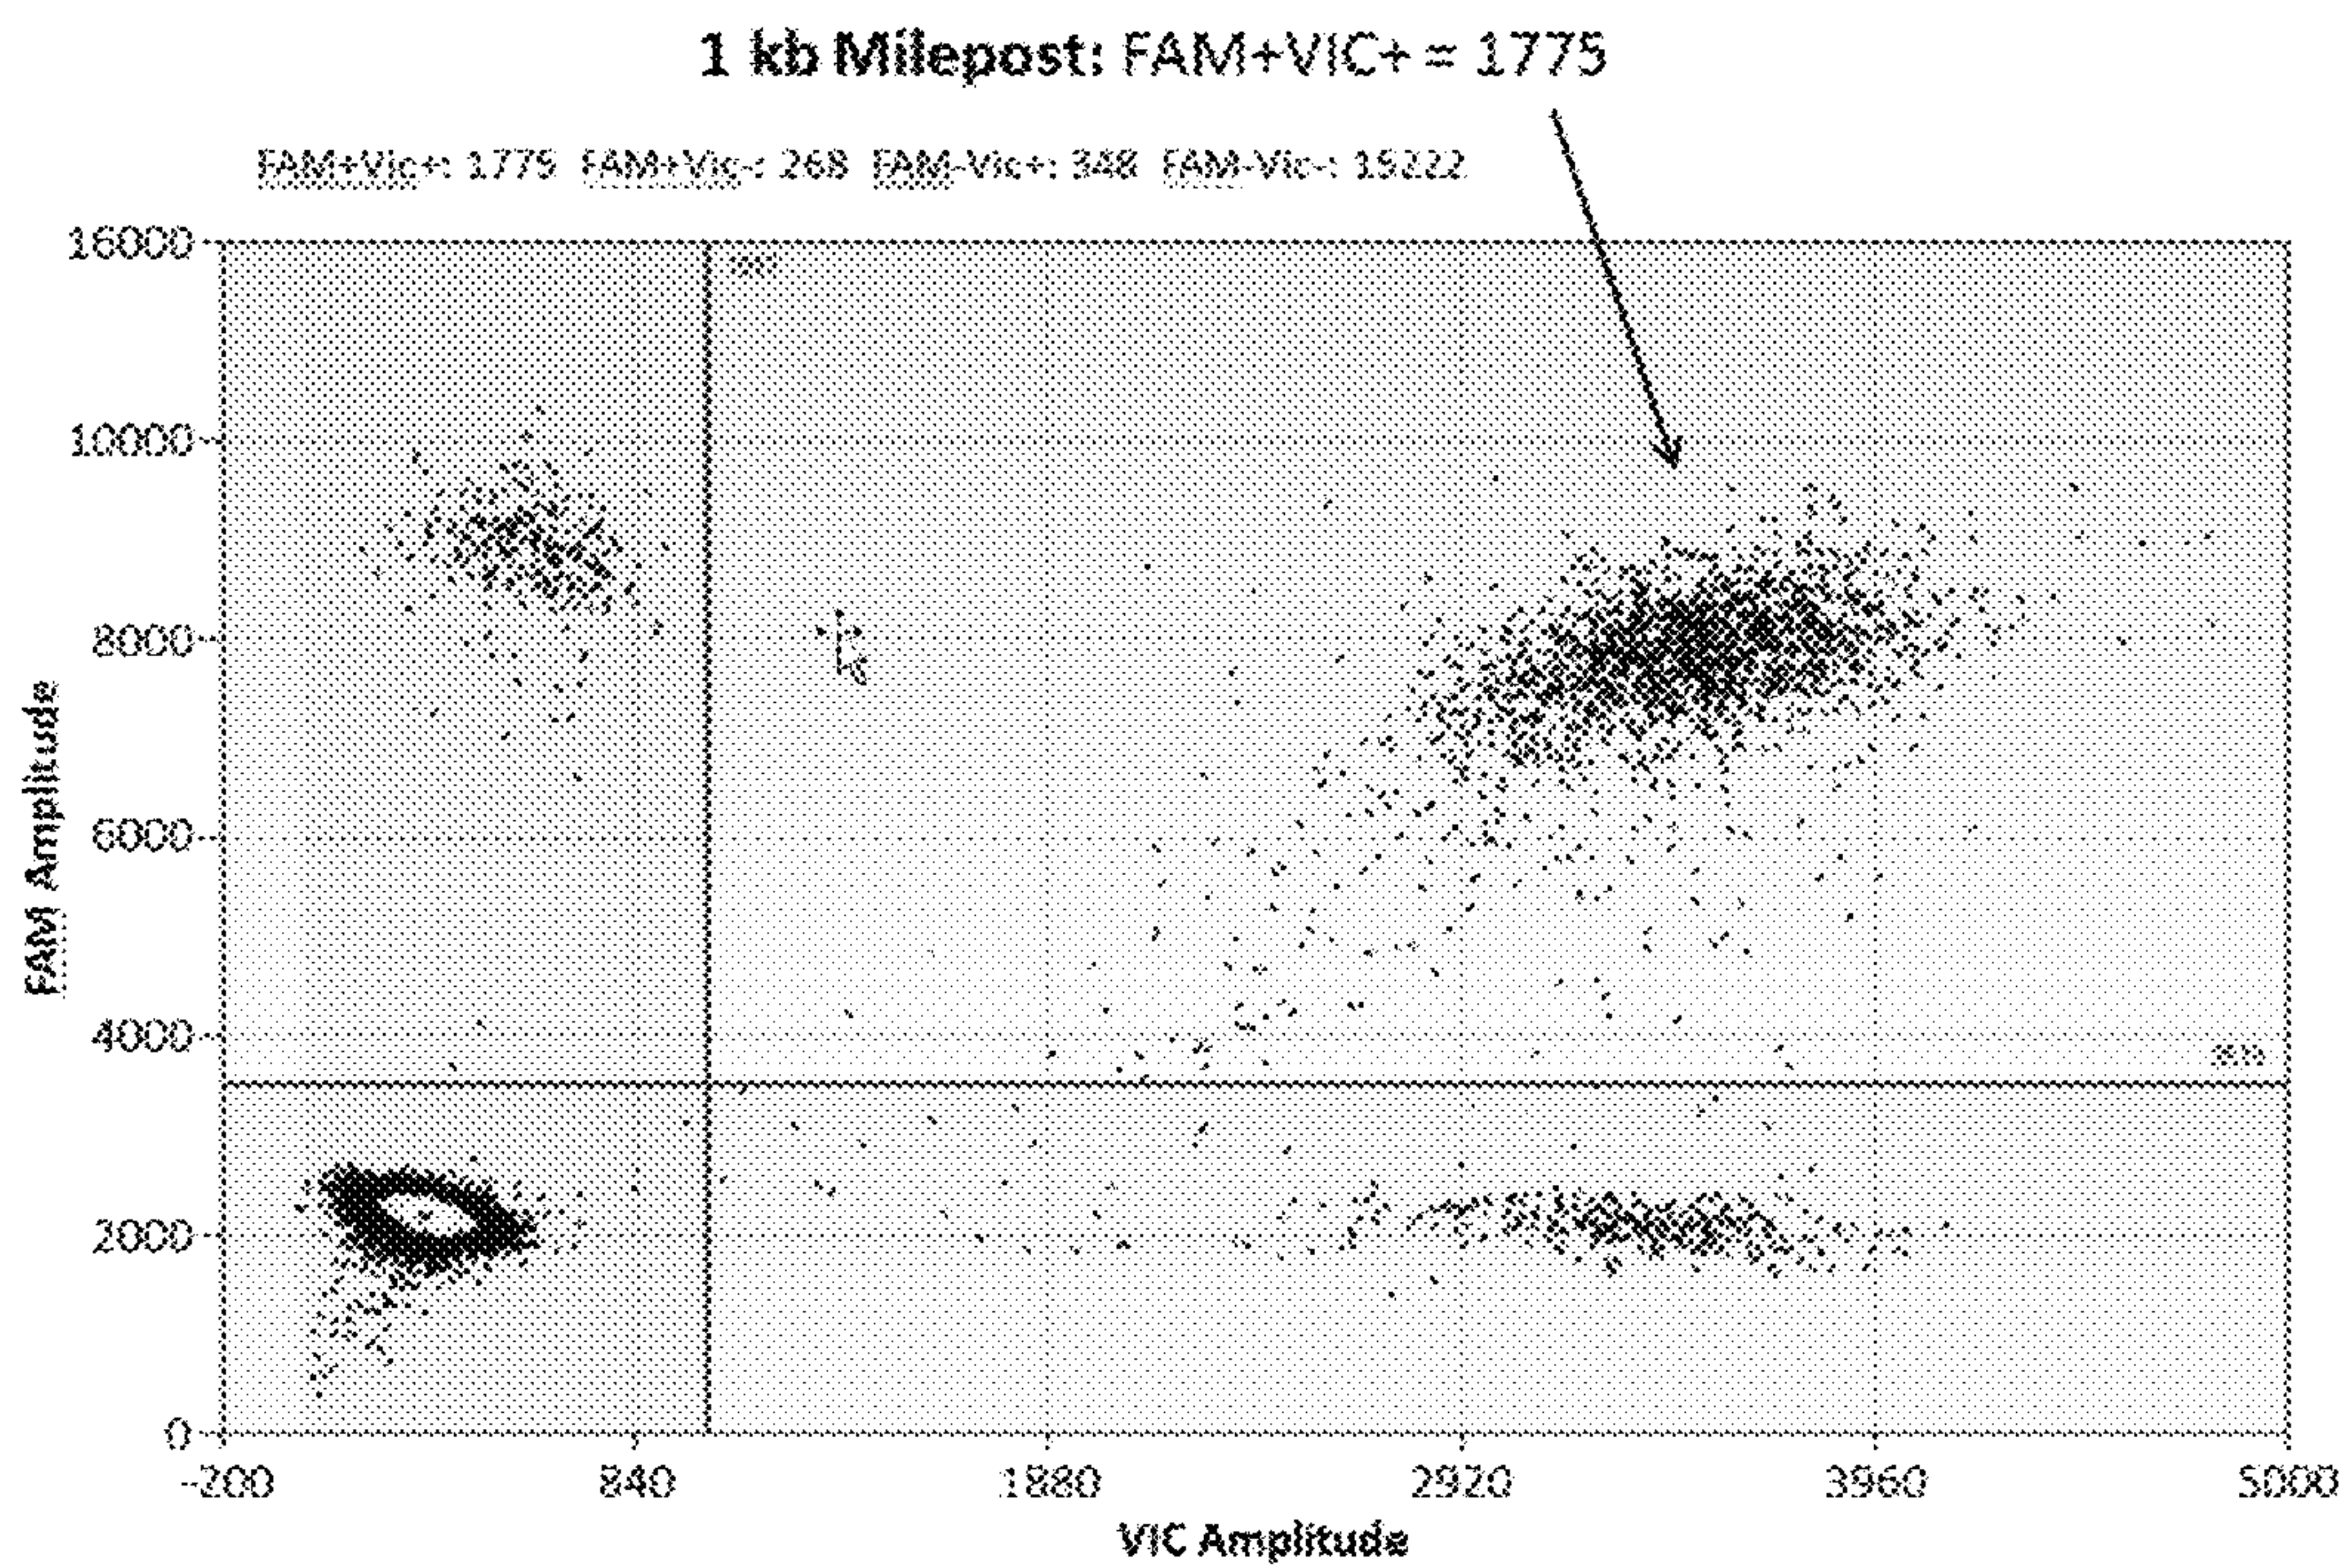 1 kb Milepost: FAM+VIC+ = 1775
FAM+Vic+: 1775 FAM+Vic-: 268 FAM-Vic+: 348 FAM-Vic-: 15222
16000
10000
8000
6000
4000
2000
0
FAM Amplitude
-200 840 1880 2920 3960 5000
VIC Amplitude